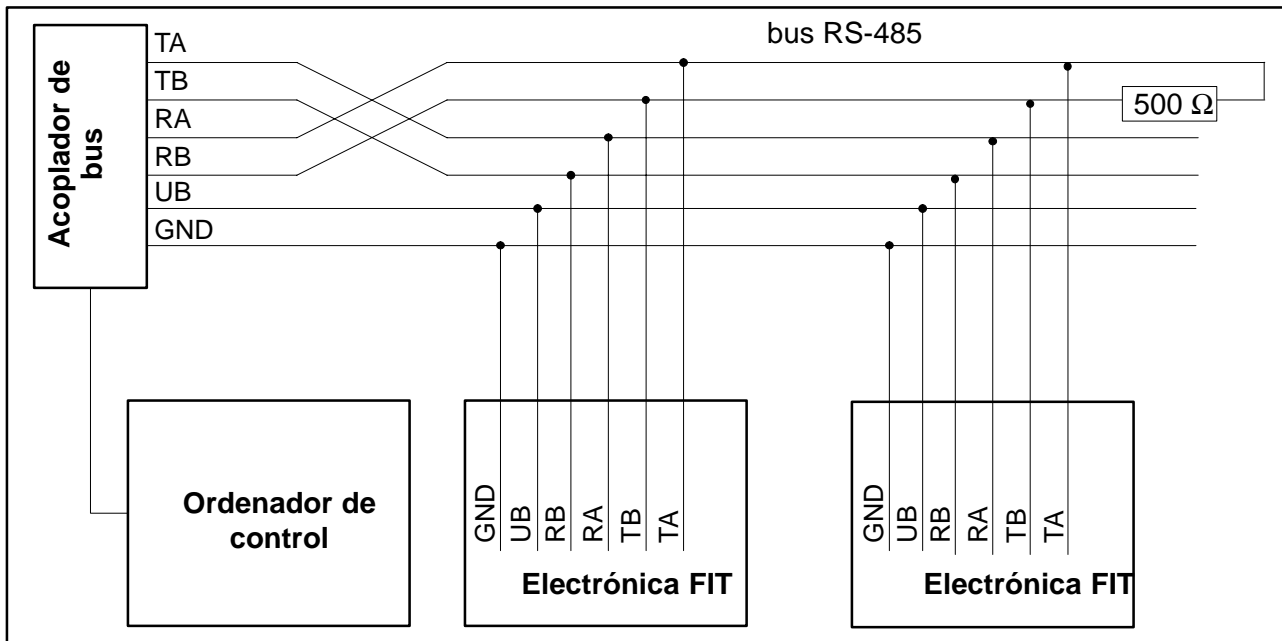 bus RS-485
Acoplador de
bus
TA
TB
RA
RB
UB
GND
500 Ω
Ordenador de
control
GND
UB
RB
RA
TB
TA
Electrónica FIT
GND
UB
RB
RA
TB
TA
Electrónica FIT